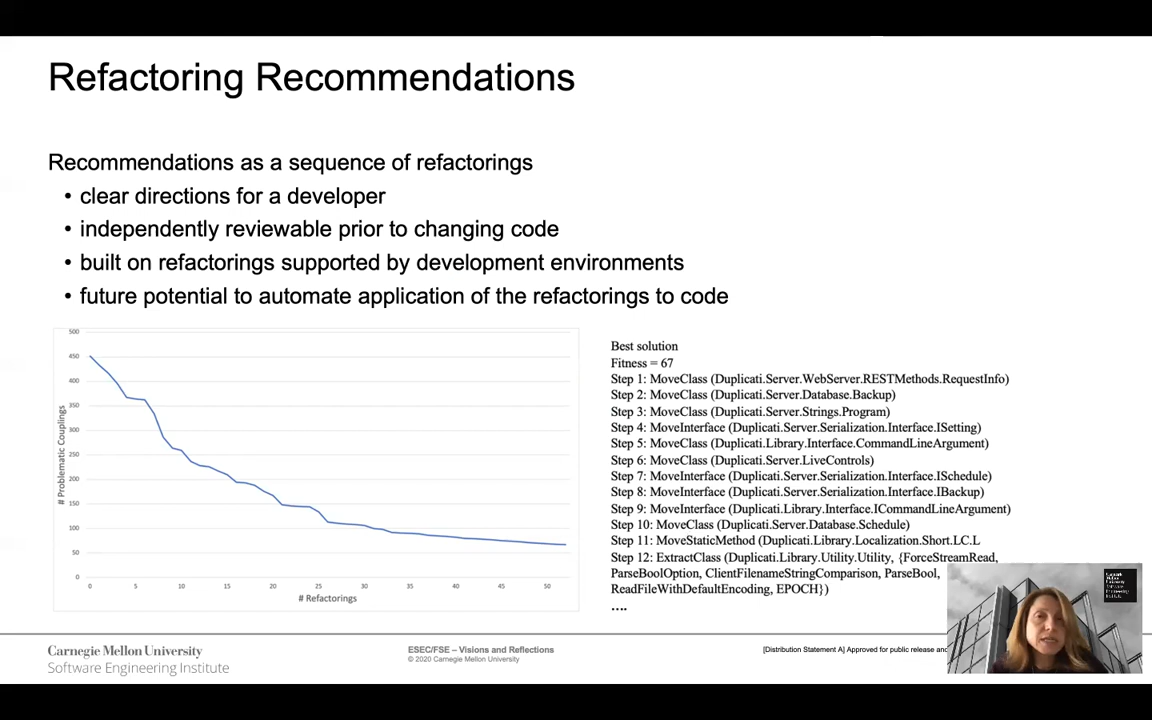 Refactoring Recommendations
Recommendations as a sequence of refactorings
• clear directions for a developer
• independently reviewable prior to changing code
• built on refactorings supported by development environments
• future potential to automate application of the refactorings to code
500
450
400
350
300
250
200
150
100
50
0
# Problematic Couplings
0 5 10 15 20 25 30 35 40 45 50
# Refactorings
Best solution
Fitness = 67
Step 1: MoveClass (Duplicati.Server.WebServer.RESTMethods.RequestInfo)
Step 2: MoveClass (Duplicati.Server.Database.Backup)
Step 3: MoveClass (Duplicati.Server.Strings.Program)
Step 4: MoveInterface (Duplicati.Server.Serialization.Interface.ISetting)
Step 5: MoveClass (Duplicati.Library.Interface.CommandLineArgument)
Step 6: MoveClass (Duplicati.Server.LiveControls)
Step 7: MoveInterface (Duplicati.Server.Serialization.Interface.ISchedule)
Step 8: MoveInterface (Duplicati.Server.Serialization.Interface.IBackup)
Step 9: MoveInterface (Duplicati.Library.Interface.ICommandLineArgument)
Step 10: MoveClass (Duplicati.Server.Database.Schedule)
Step 11: MoveStaticMethod (Duplicati.Library.Localization.Short.LC.L
Step 12: ExtractClass (Duplicati.Library.Utility.Utility, {ForceStreamRead,
ParseBoolOption, ClientFilenameStringComparison, ParseBool,
ReadFileWithDefaultEncoding, EPOCH})
....
Carnegie Mellon University
Software Engineering Institute
ESEC/FSE – Visions and Reflections
© 2020 Carnegie Mellon University
[Distribution Statement A] Approved for public release and
Carnegie
Mellon
University
Software
Engineering
Institute